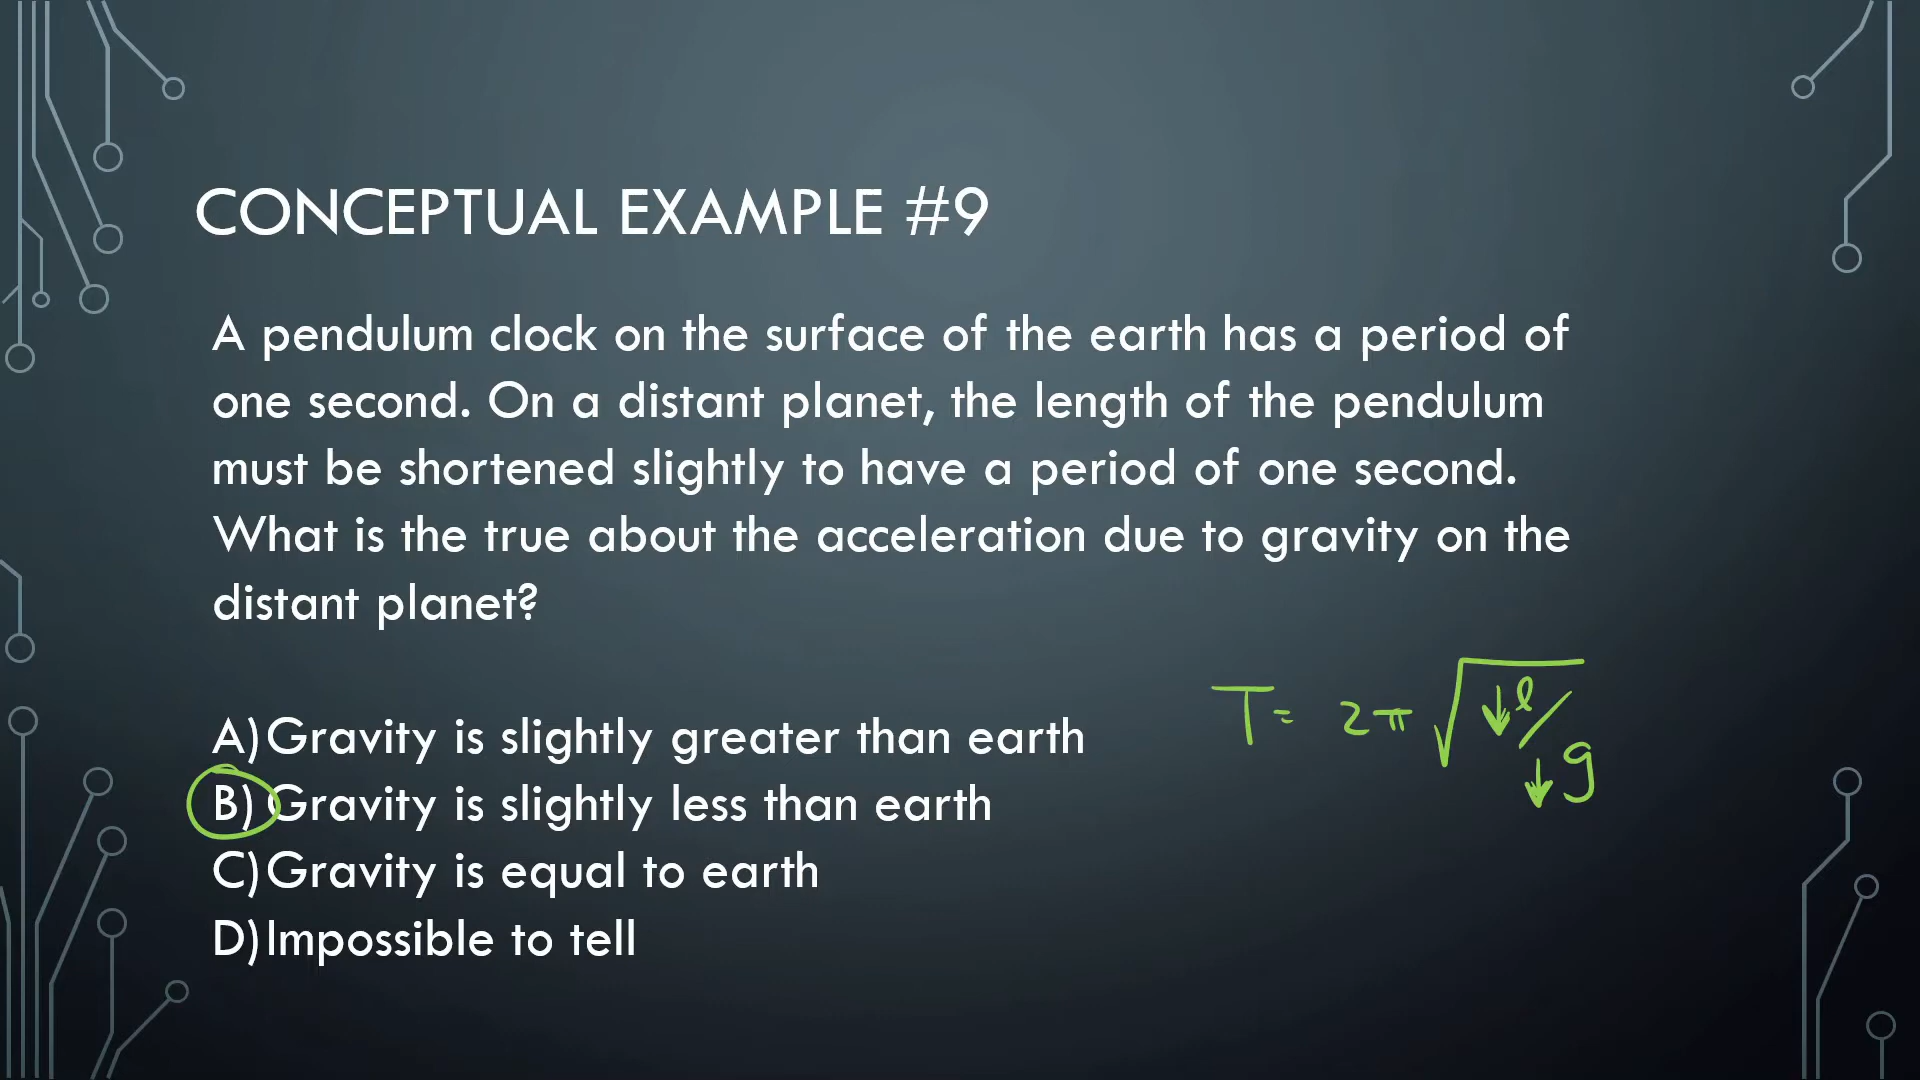 CONCEPTUAL EXAMPLE #9
A pendulum clock on the surface of the earth has a period of
one second. On a distant planet, the length of the pendulum
must be shortened slightly to have a period of one second.
What is the true about the acceleration due to gravity on the
distant planet?
A) Gravity is slightly greater than earth
B) Gravity is slightly less than earth
C) Gravity is equal to earth
D) Impossible to tell
T = 2π √↓ℓ/↓g